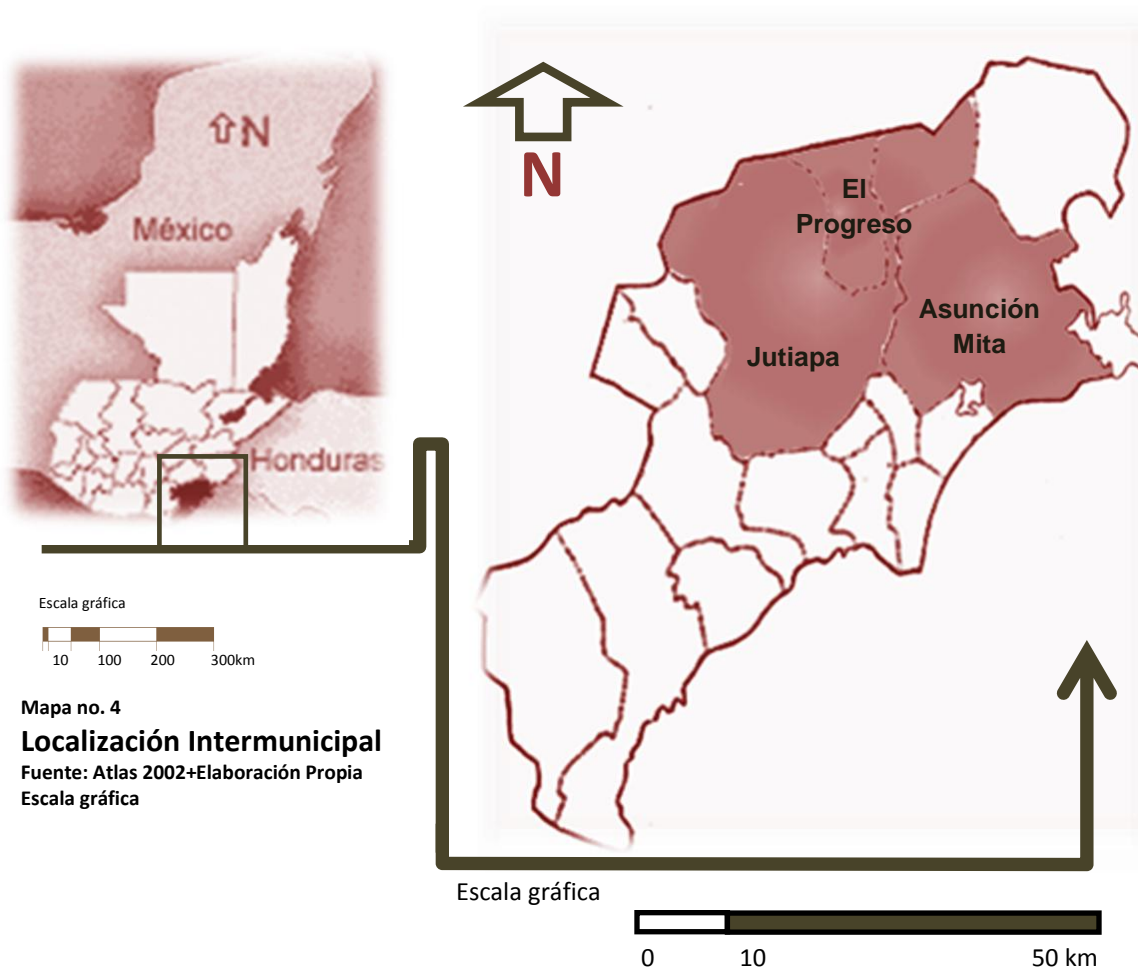 N
México
Honduras
Escala gráfica
10 100 200 300km
Mapa no. 4
Localización Intermunicipal
Fuente: Atlas 2002+Elaboración Propia
Escala gráfica
N
El
Progreso
Asunción
Mita
Jutiapa
Escala gráfica
0 10 50 km